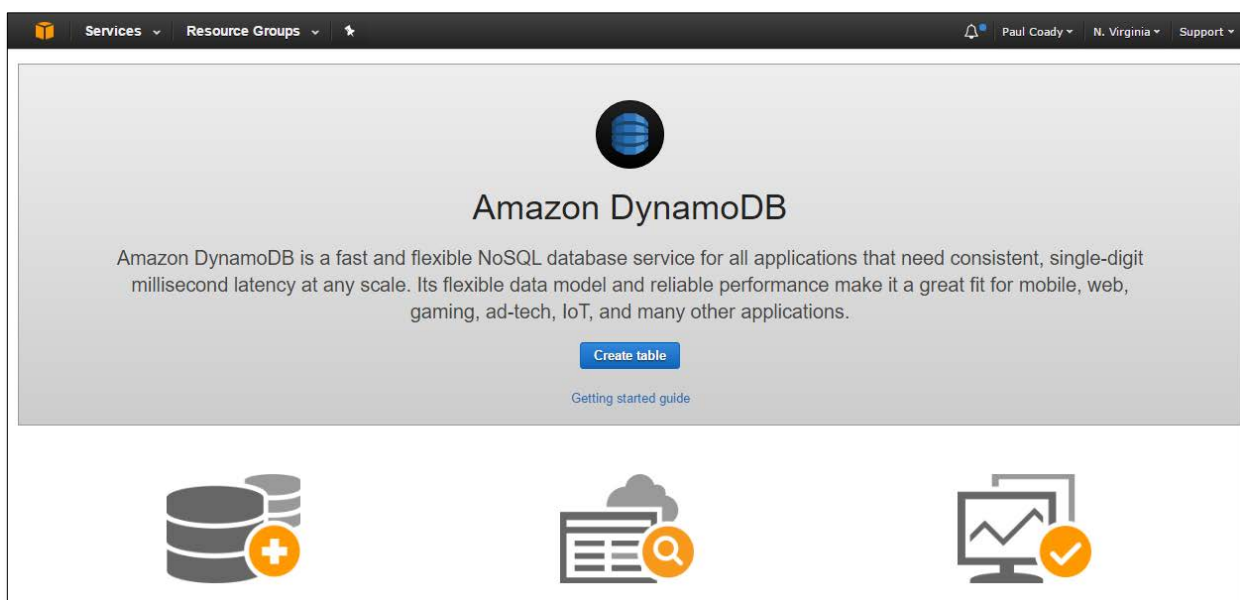 Services Resource Groups Paul Coady N. Virginia Support
Amazon DynamoDB
Amazon DynamoDB is a fast and flexible NoSQL database service for all applications that need consistent, single-digit
millisecond latency at any scale. Its flexible data model and reliable performance make it a great fit for mobile, web,
gaming, ad-tech, IoT, and many other applications.
Create table
Getting started guide